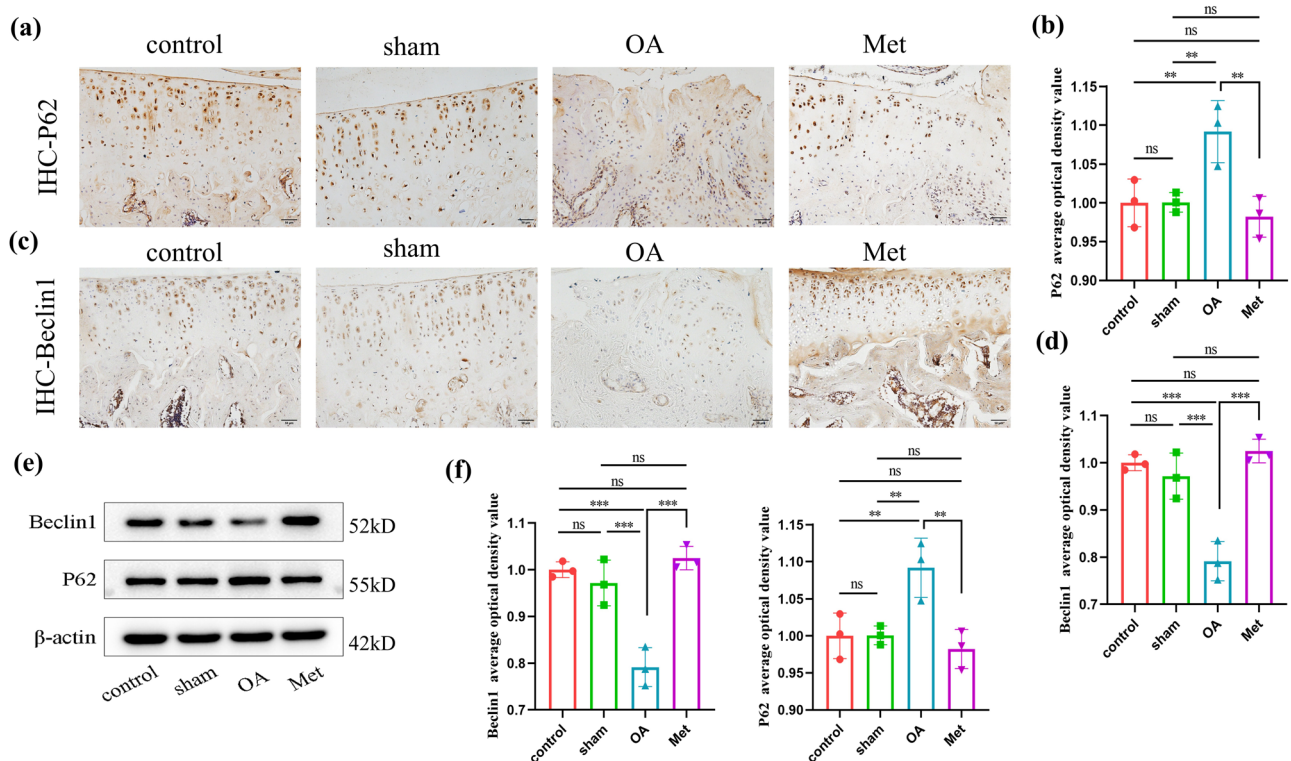 (a)
control
sham
OA
Met
IHC-P62
(b)
ns
ns
**
**
**
ns
P62 average optical density value
1.15
1.10
1.05
1.00
0.95
0.90
control
sham
OA
Met
(c)
control
sham
OA
Met
IHC-Beclin1
(d)
ns
ns
***
***
ns
***
Beclin1 average optical density value
1.1
1.0
0.9
0.8
0.7
control
sham
OA
Met
(e)
Beclin1
52kD
P62
55kD
β-actin
42kD
control
sham
OA
Met
(f)
ns
ns
***
***
ns
***
Beclin1 average optical density value
1.1
1.0
0.9
0.8
0.7
control
sham
OA
Met
ns
ns
**
**
**
ns
P62 average optical density value
1.15
1.10
1.05
1.00
0.95
0.90
control
sham
OA
Met